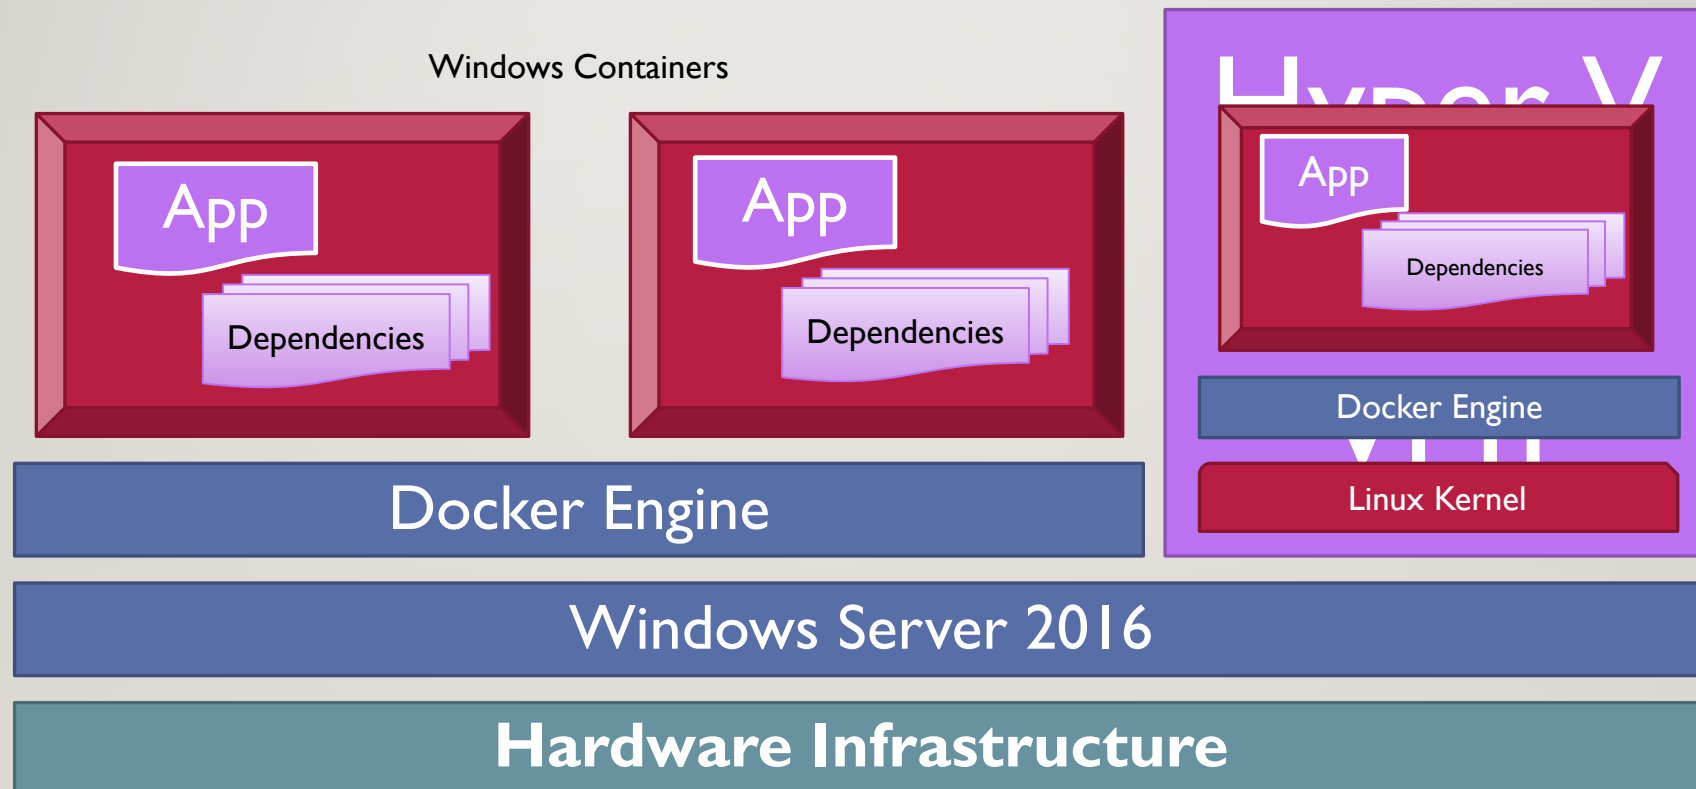 Windows Containers
Hyper V
App
Dependencies
App
Dependencies
App
Dependencies
Docker Engine
Linux Kernel
Docker Engine
Windows Server 2016
Hardware Infrastructure